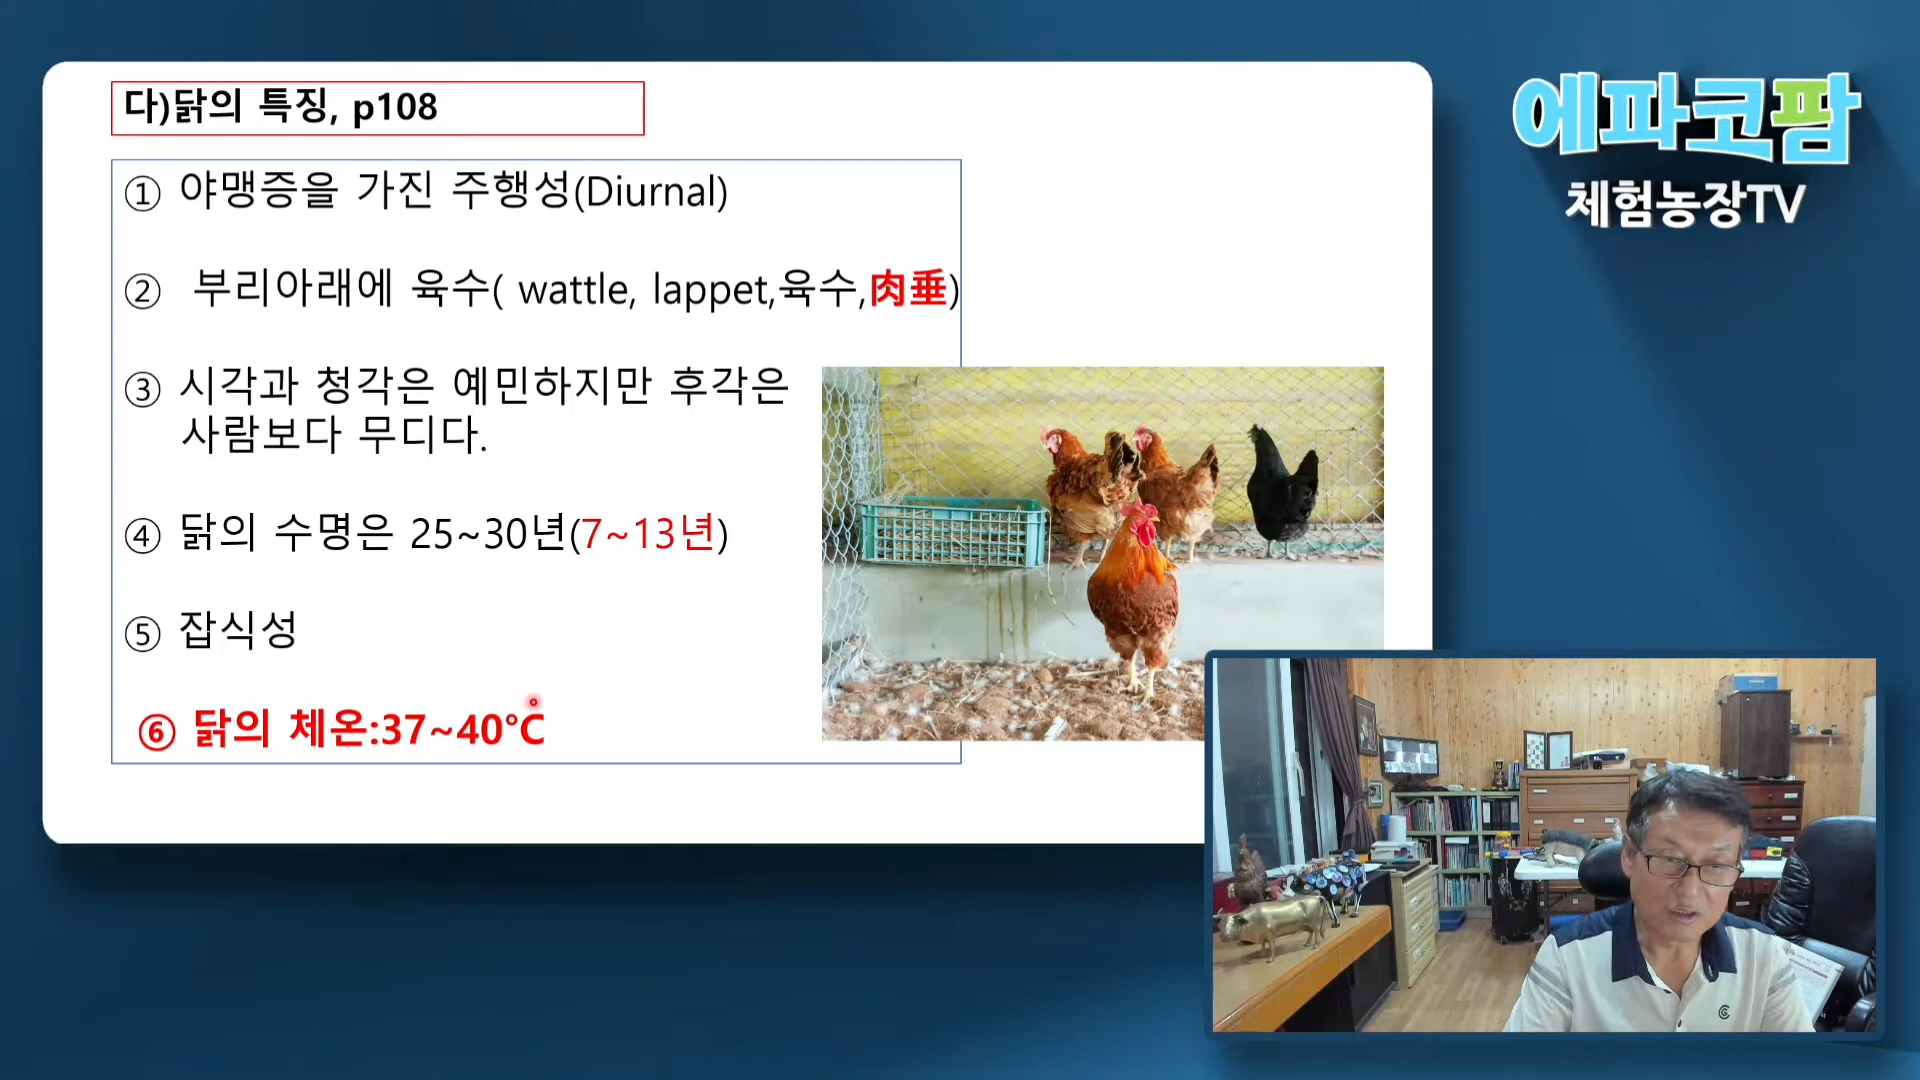 다)닭의 특징, p108
① 야맹증을 가진 주행성(Diurnal)
② 부리아래에 육수( wattle, lappet,육수,肉垂)
③ 시각과 청각은 예민하지만 후각은
사람보다 무디다.
④ 닭의 수명은 25~30년(7~13년)
⑤ 잡식성
⑥ 닭의 체온:37~40°C
에파코팜
체험농장TV